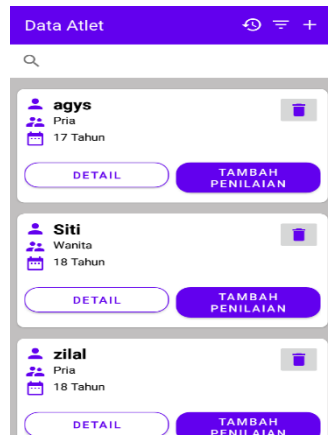 Data Atlet
agys
Pria
17 Tahun
DETAIL
TAMBAH
PENILAIAN
Siti
Wanita
18 Tahun
DETAIL
TAMBAH
PENILAIAN
zilal
Pria
18 Tahun
DETAIL
TAMBAH
PENILAIAN